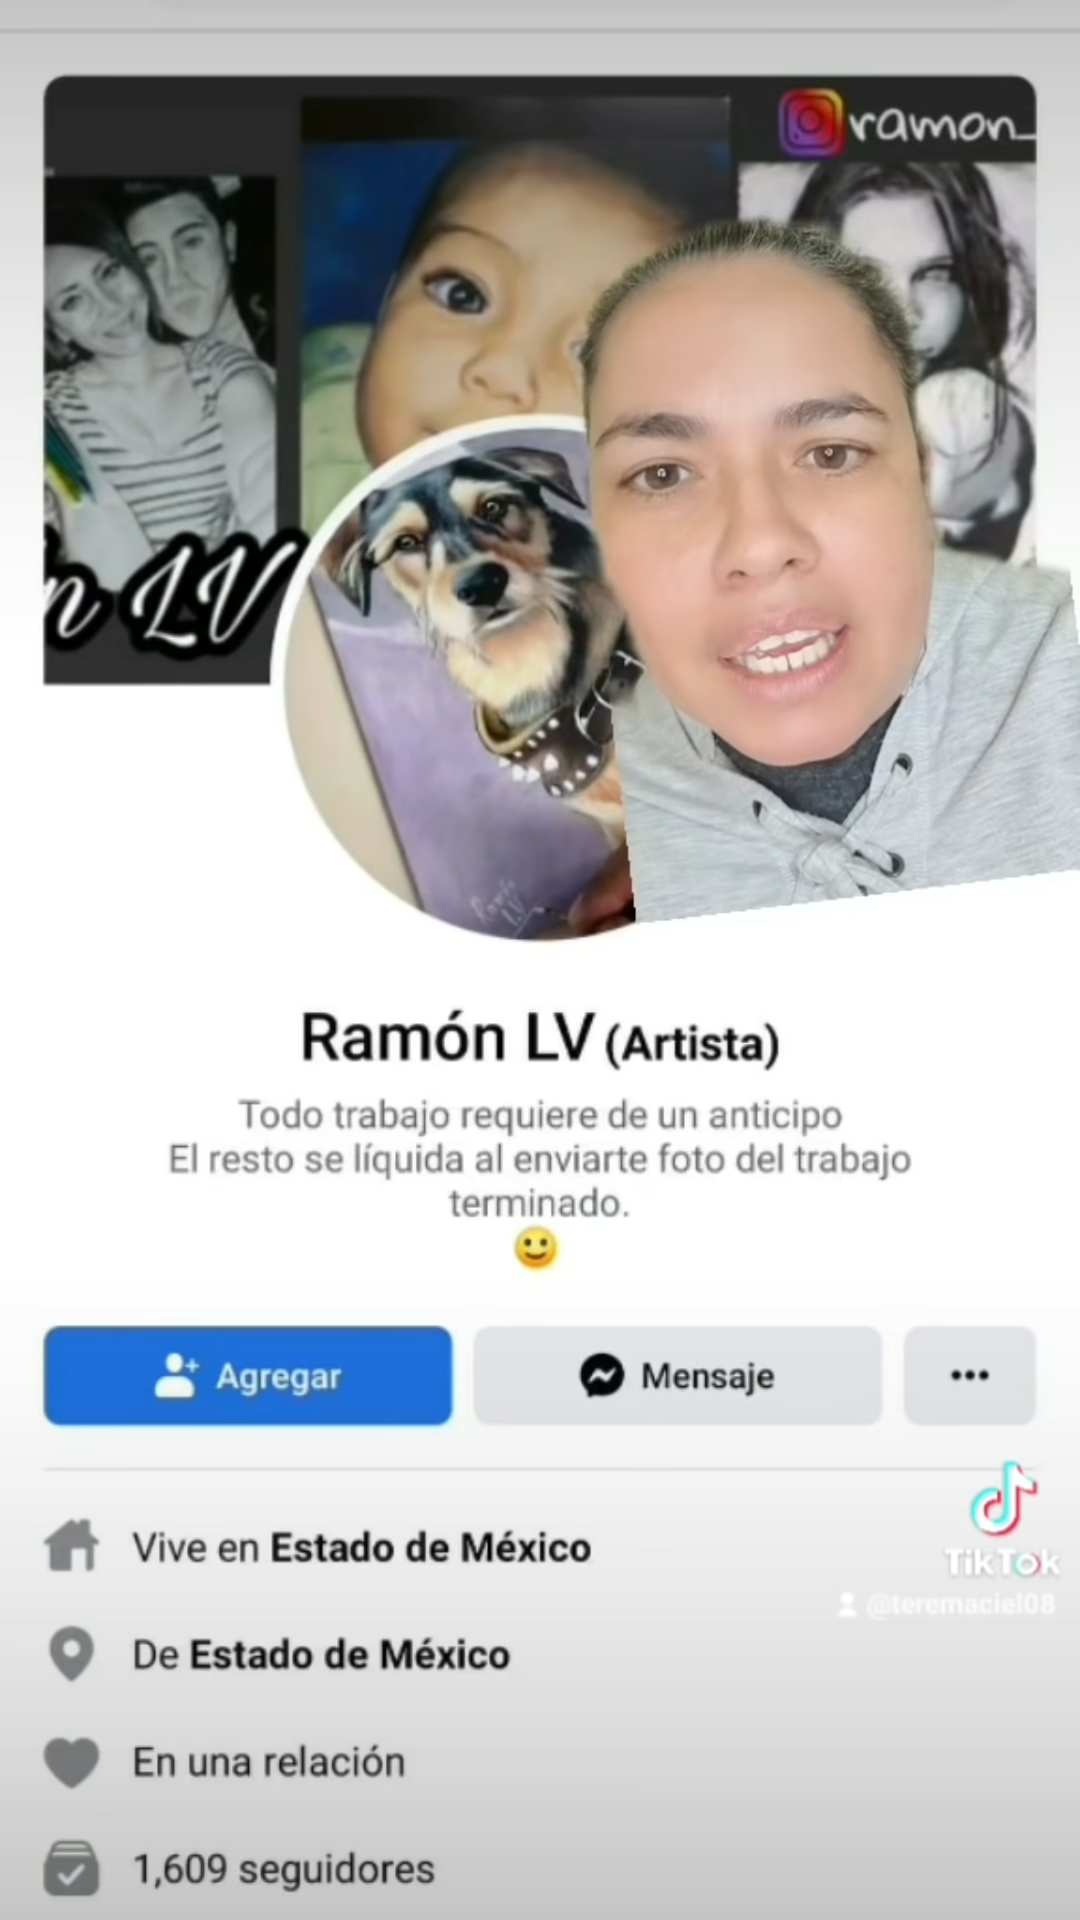 ramon_
n LV
Ramón
LV
Ramón LV (Artista)
Todo trabajo requiere de un anticipo
El resto se líquida al enviarte foto del trabajo
terminado.
Agregar
Mensaje
Vive en Estado de México
TikTok
@teremaciel08
De Estado de México
En una relación
1,609 seguidores